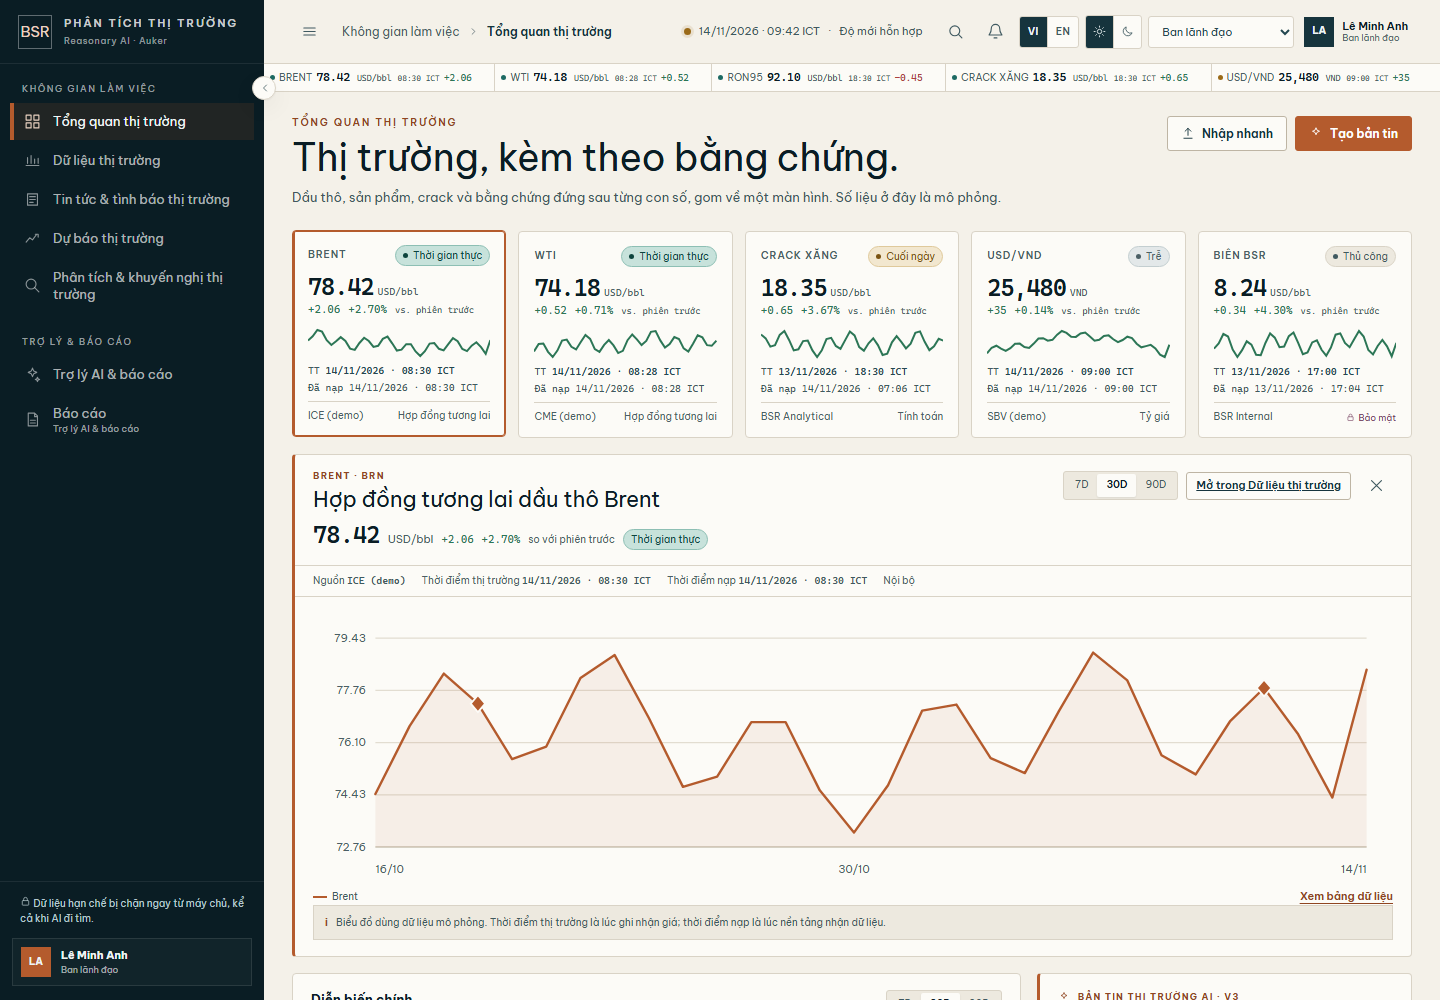 BSR
PHÂN TÍCH THỊ TRƯỜNG
Reasonary AI · Auker
KHÔNG GIAN LÀM VIỆC
Tổng quan thị trường
Dữ liệu thị trường
Tin tức & tình báo thị trường
Dự báo thị trường
Phân tích & khuyến nghị thị trường
TRỢ LÝ & BÁO CÁO
Trợ lý AI & báo cáo
Báo cáo
Trợ lý AI & báo cáo
Dữ liệu hạn chế bị chặn ngay từ máy chủ, kể cả khi AI đi tìm.
LA
Lê Minh Anh
Ban lãnh đạo
Không gian làm việc › Tổng quan thị trường
14/11/2026 · 09:42 ICT · Độ mới hỗn hợp
VI EN
Ban lãnh đạo
LA
Lê Minh Anh
Ban lãnh đạo
BRENT 78.42 USD/bbl 08:30 ICT +2.06
WTI 74.18 USD/bbl 08:28 ICT +0.52
RON95 92.10 USD/bbl 18:30 ICT −0.45
CRACK XĂNG 18.35 USD/bbl 18:30 ICT +0.65
USD/VND 25,480 VND 09:00 ICT +35
TỔNG QUAN THỊ TRƯỜNG
Thị trường, kèm theo bằng chứng.
Dầu thô, sản phẩm, crack và bằng chứng đứng sau từng con số, gom về một màn hình. Số liệu ở đây là mô phỏng.
Nhập nhanh
Tạo bản tin
BRENT
Thời gian thực
78.42 USD/bbl
+2.06 +2.70% vs. phiên trước
TT 14/11/2026 · 08:30 ICT
Đã nạp 14/11/2026 · 08:30 ICT
ICE (demo) Hợp đồng tương lai
WTI
Thời gian thực
74.18 USD/bbl
+0.52 +0.71% vs. phiên trước
TT 14/11/2026 · 08:28 ICT
Đã nạp 14/11/2026 · 08:28 ICT
CME (demo) Hợp đồng tương lai
CRACK XĂNG
Cuối ngày
18.35 USD/bbl
+0.65 +3.67% vs. phiên trước
TT 13/11/2026 · 18:30 ICT
Đã nạp 14/11/2026 · 07:06 ICT
BSR Analytical Tính toán
USD/VND
Trễ
25,480 VND
+35 +0.14% vs. phiên trước
TT 14/11/2026 · 09:00 ICT
Đã nạp 14/11/2026 · 09:00 ICT
SBV (demo) Tỷ giá
BIÊN BSR
Thủ công
8.24 USD/bbl
+0.34 +4.30% vs. phiên trước
TT 13/11/2026 · 17:00 ICT
Đã nạp 13/11/2026 · 17:04 ICT
BSR Internal Bảo mật
BRENT · BRN
Hợp đồng tương lai dầu thô Brent
78.42 USD/bbl +2.06 +2.70% so với phiên trước Thời gian thực
7D 30D 90D
Mở trong Dữ liệu thị trường
Nguồn ICE (demo) Thời điểm thị trường 14/11/2026 · 08:30 ICT Thời điểm nạp 14/11/2026 · 08:30 ICT Nội bộ
79.43
77.76
76.10
74.43
72.76
16/10 30/10 14/11
Brent
Xem bảng dữ liệu
i Biểu đồ dùng dữ liệu mô phỏng. Thời điểm thị trường là lúc ghi nhận giá; thời điểm nạp là lúc nền tảng nhận dữ liệu.
Diễn biến chính
BẢN TIN THỊ TRƯỜNG AI · V3